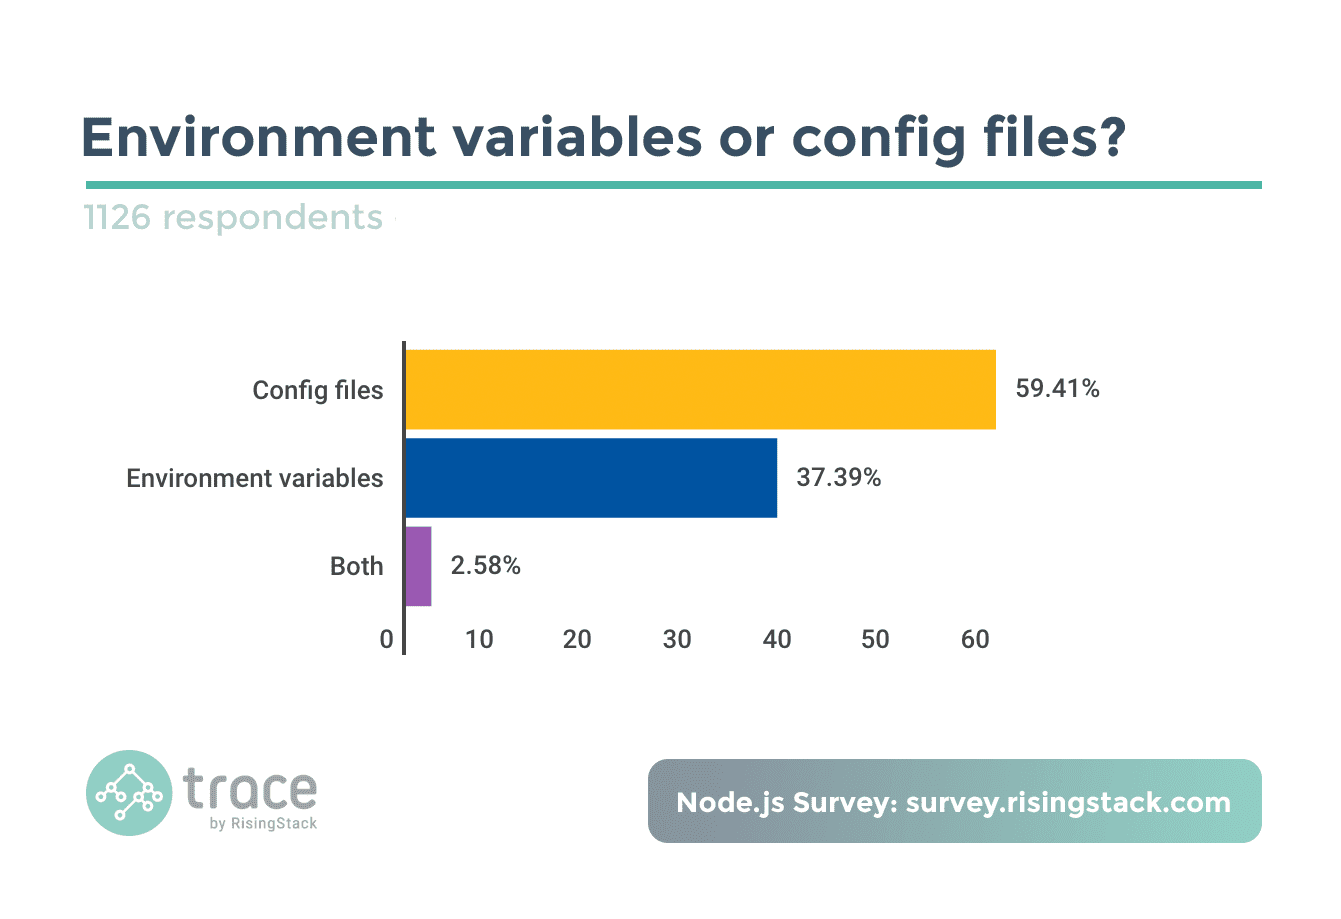 Environment variables or config files?
1126 respondents
Config files 59.41%
Environment variables 37.39%
Both 2.58%
0 10 20 30 40 50 60
trace
by RisingStack
Node.js Survey: survey.risingstack.com